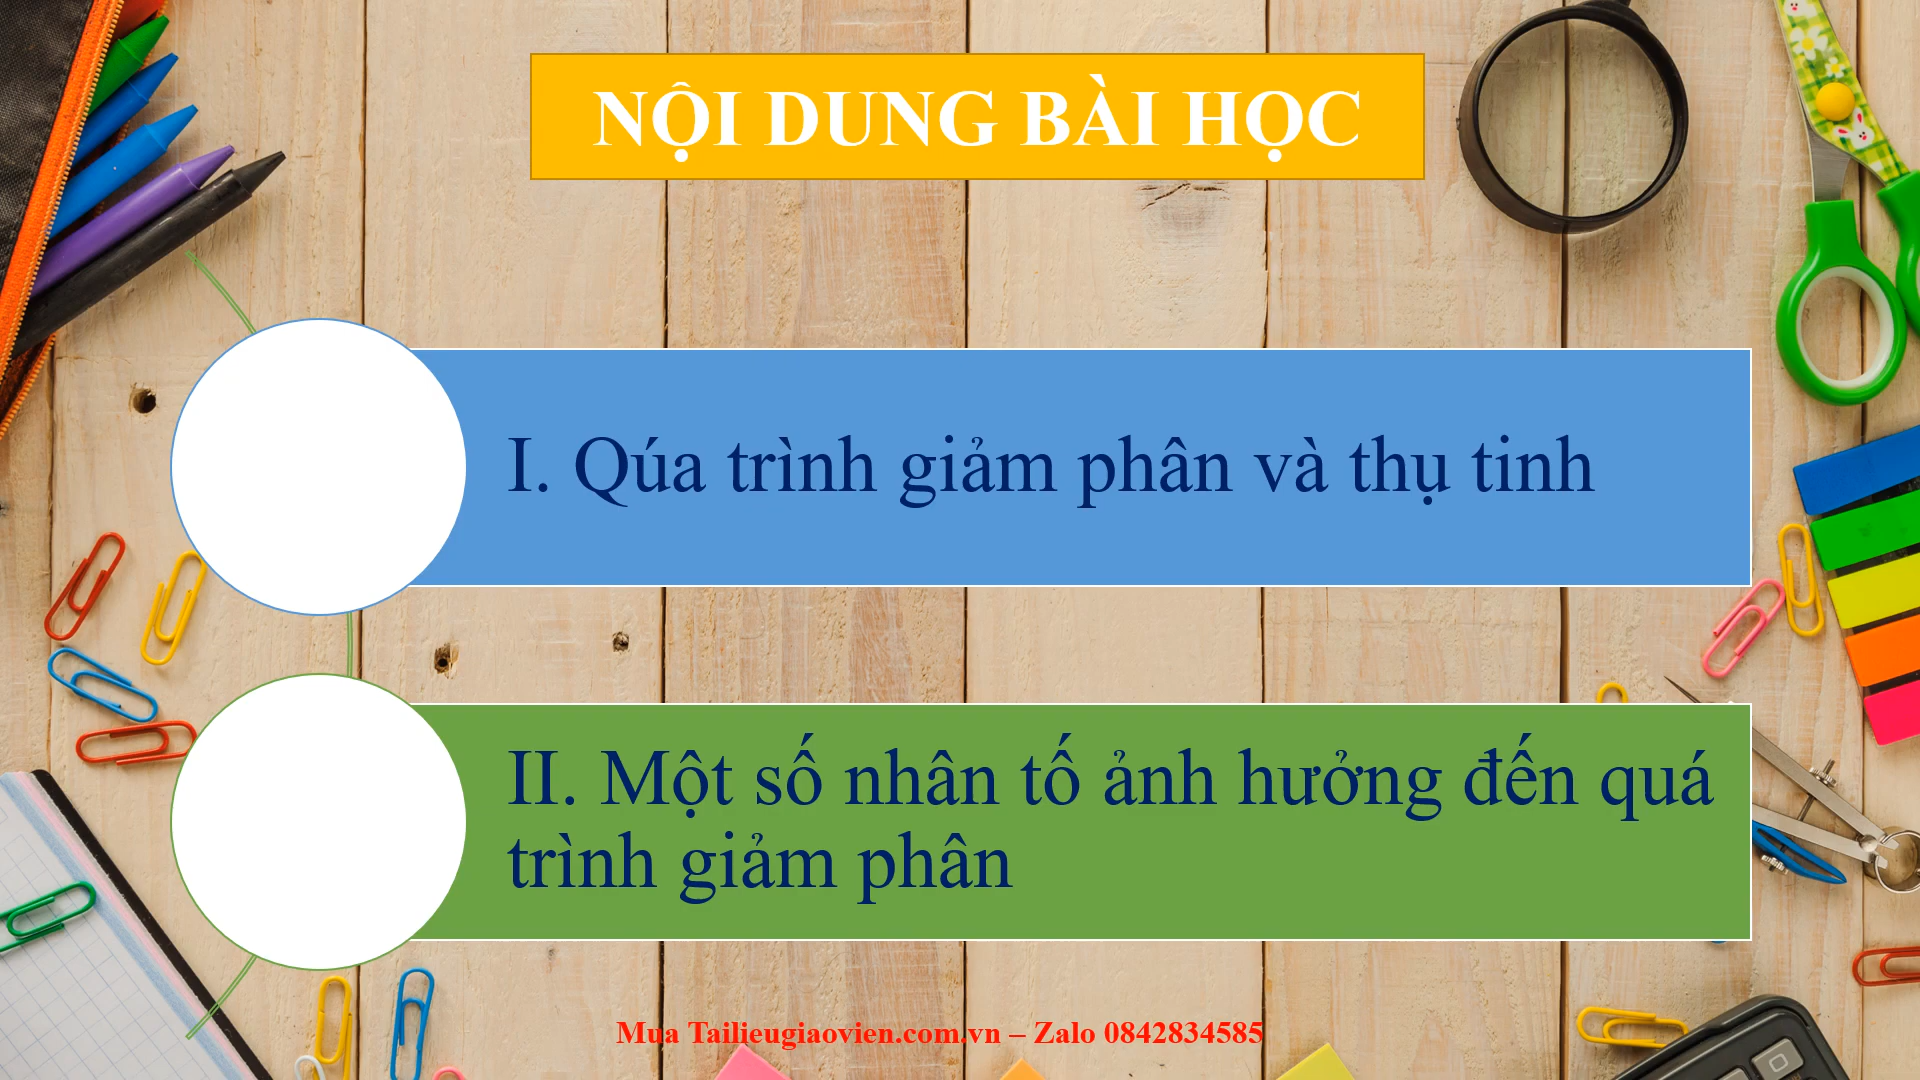 NỘI DUNG BÀI HỌC
I. Qúa trình giảm phân và thụ tinh
II. Một số nhân tố ảnh hưởng đến quá
trình giảm phân
Mua Tailieugiaovien.com.vn – Zalo 0842834585